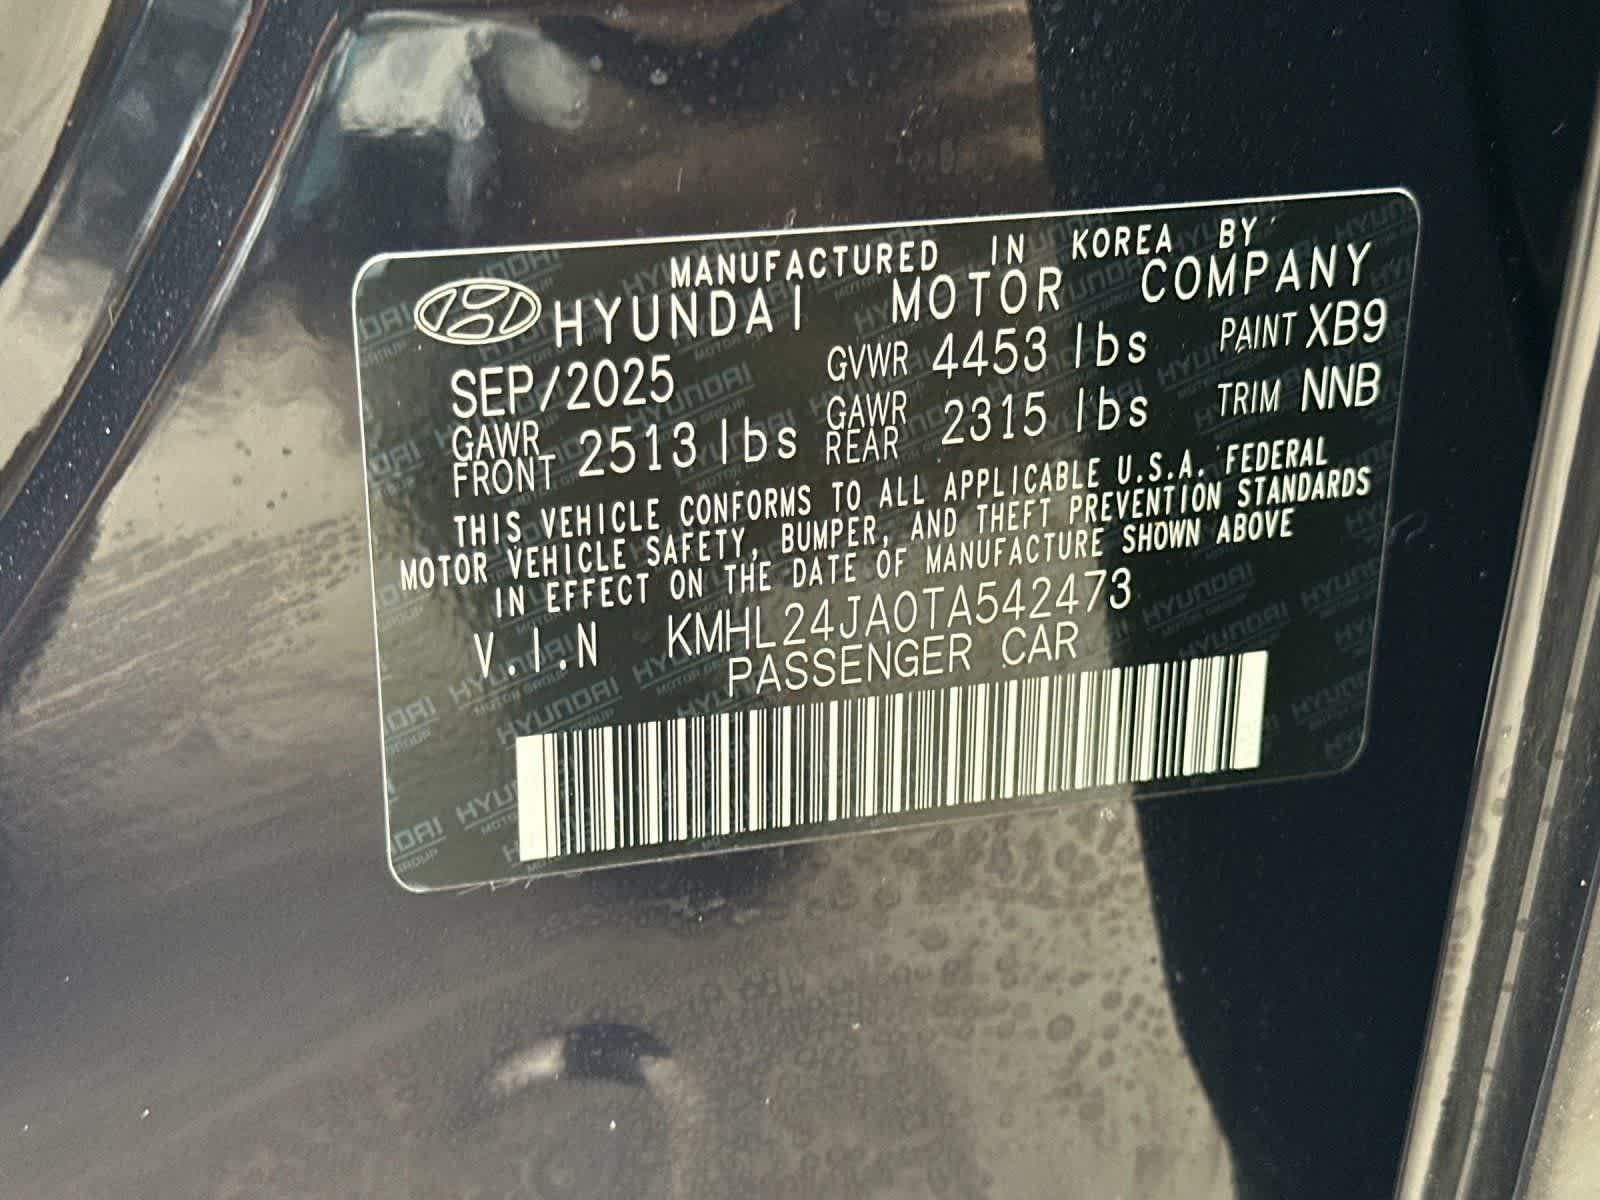 MANUFACTURED IN KOREA BY
HYUNDAI MOTOR COMPANY
SEP/2025 GVWR 4453 lbs PAINT XB9
GAWR FRONT 2513 lbs GAWR REAR 2315 lbs TRIM NNB
THIS VEHICLE CONFORMS TO ALL APPLICABLE U.S.A. FEDERAL
MOTOR VEHICLE SAFETY, BUMPER, AND THEFT PREVENTION STANDARDS
IN EFFECT ON THE DATE OF MANUFACTURE SHOWN ABOVE
V.I.N KMHL24JA0TA542473
PASSENGER CAR